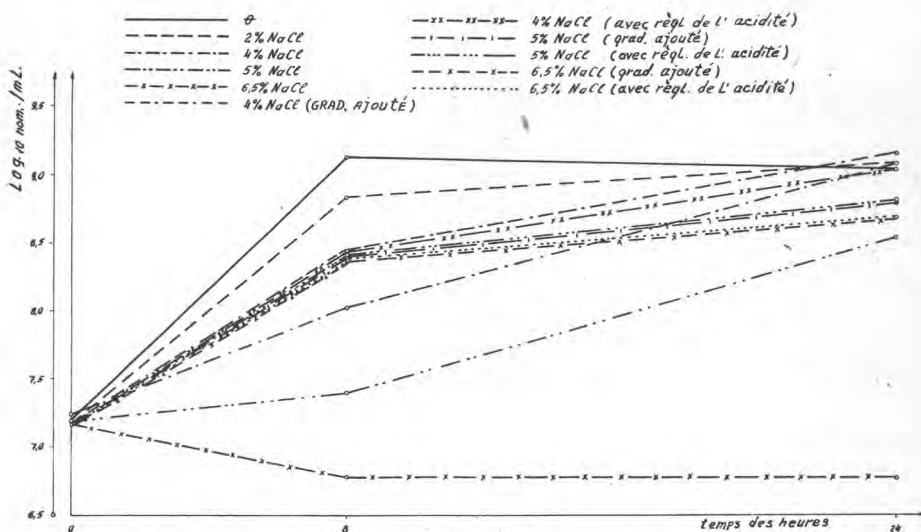 θ
2% NaCl
4% NaCl
5% NaCl
6,5% NaCl
4% NaCl (GRAD. AJOUTÉ)
4% NaCl (avec règl. de l'acidité)
5% NaCl (grad. ajouté)
5% NaCl (avec règl. de l'acidité)
6,5% NaCl (grad. ajouté)
6,5% NaCl (avec règl. de l'acidité)
Log.10 nom./mL.
9,5
9,0
8,5
8,0
7,5
7,0
6,5
0
8
24
temps des heures